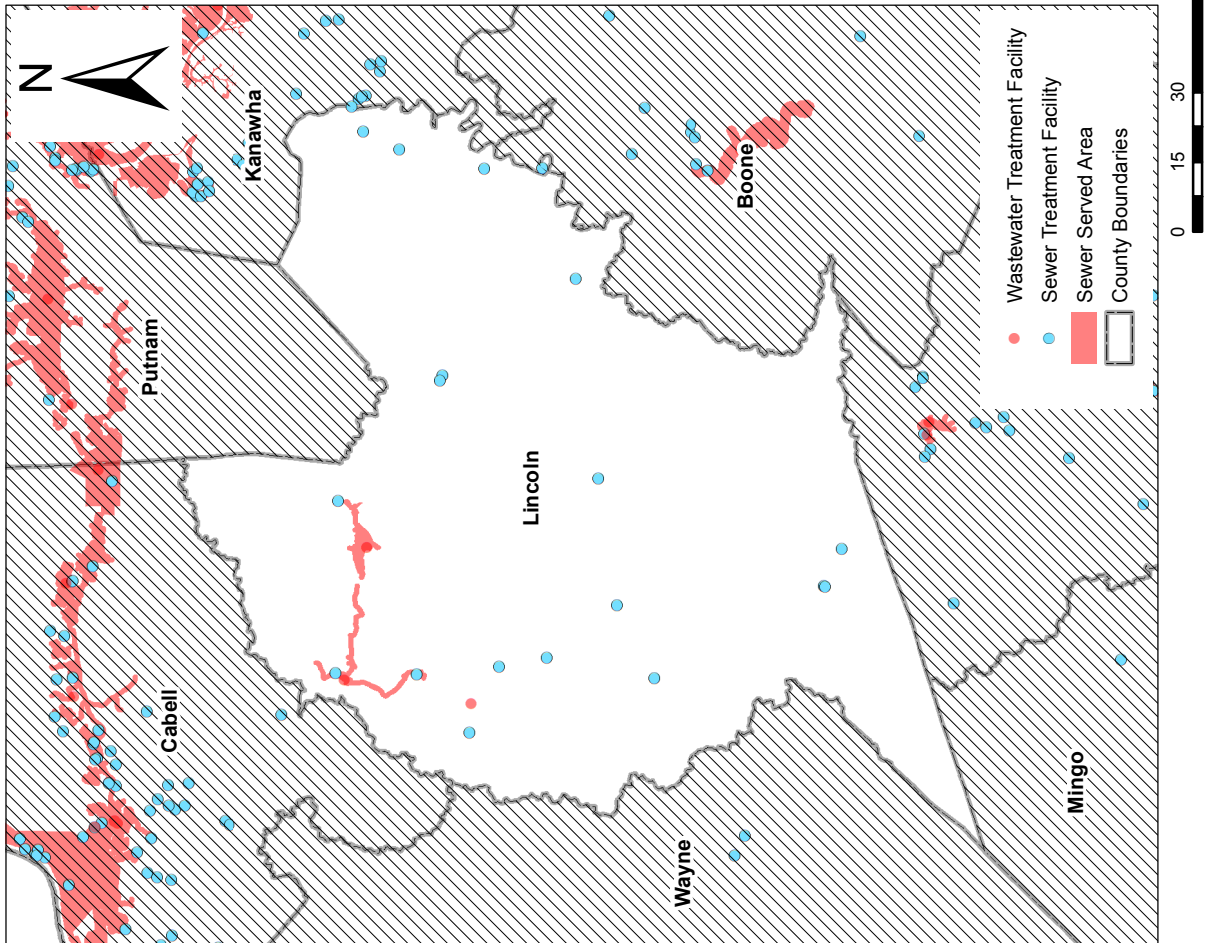 N
Kanawha
Putnam
Cabell
Boone
Lincoln
Wayne
Mingo
Wastewater Treatment Facility
Sewer Treatment Facility
Sewer Served Area
County Boundaries
0 15 30